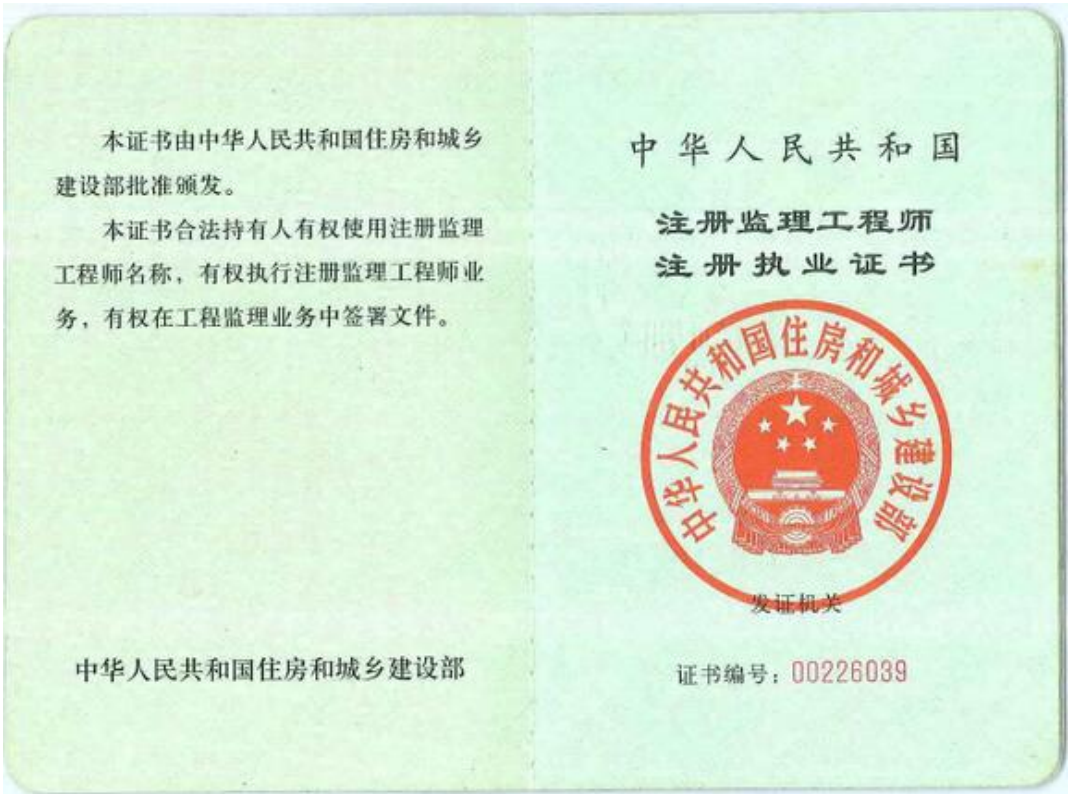 本证书由中华人民共和国住房和城乡
建设部批准颁发。
本证书合法持有人有权使用注册监理
工程师名称，有权执行注册监理工程师业
务，有权在工程监理业务中签署文件。
中华人民共和国住房和城乡建设部
中华人民共和国
注册监理工程师
注册执业证书
中华人民共和国住房和城乡建设部
发证机关
证书编号：00226039